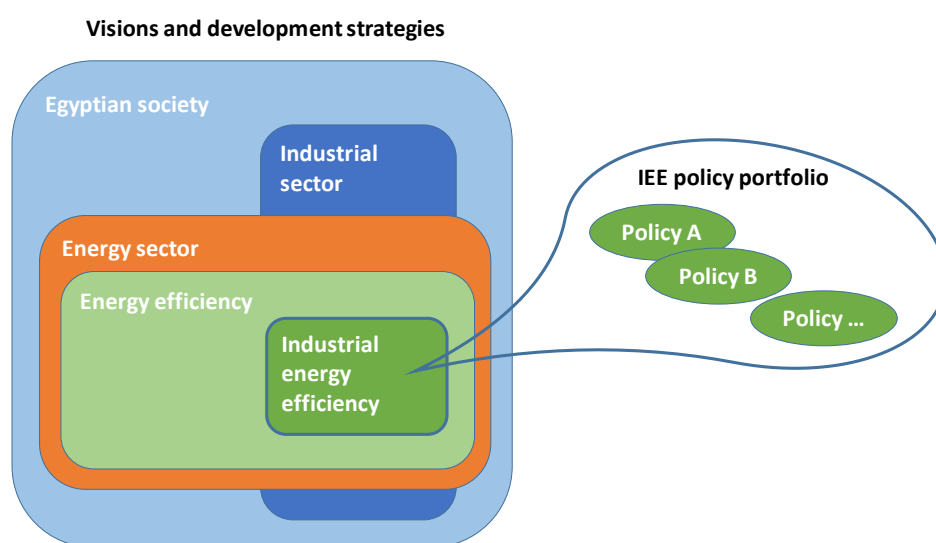 Visions and development strategies
Egyptian society
Industrial
sector
Energy sector
Energy efficiency
Industrial
energy
efficiency
IEE policy portfolio
Policy A
Policy B
Policy ...